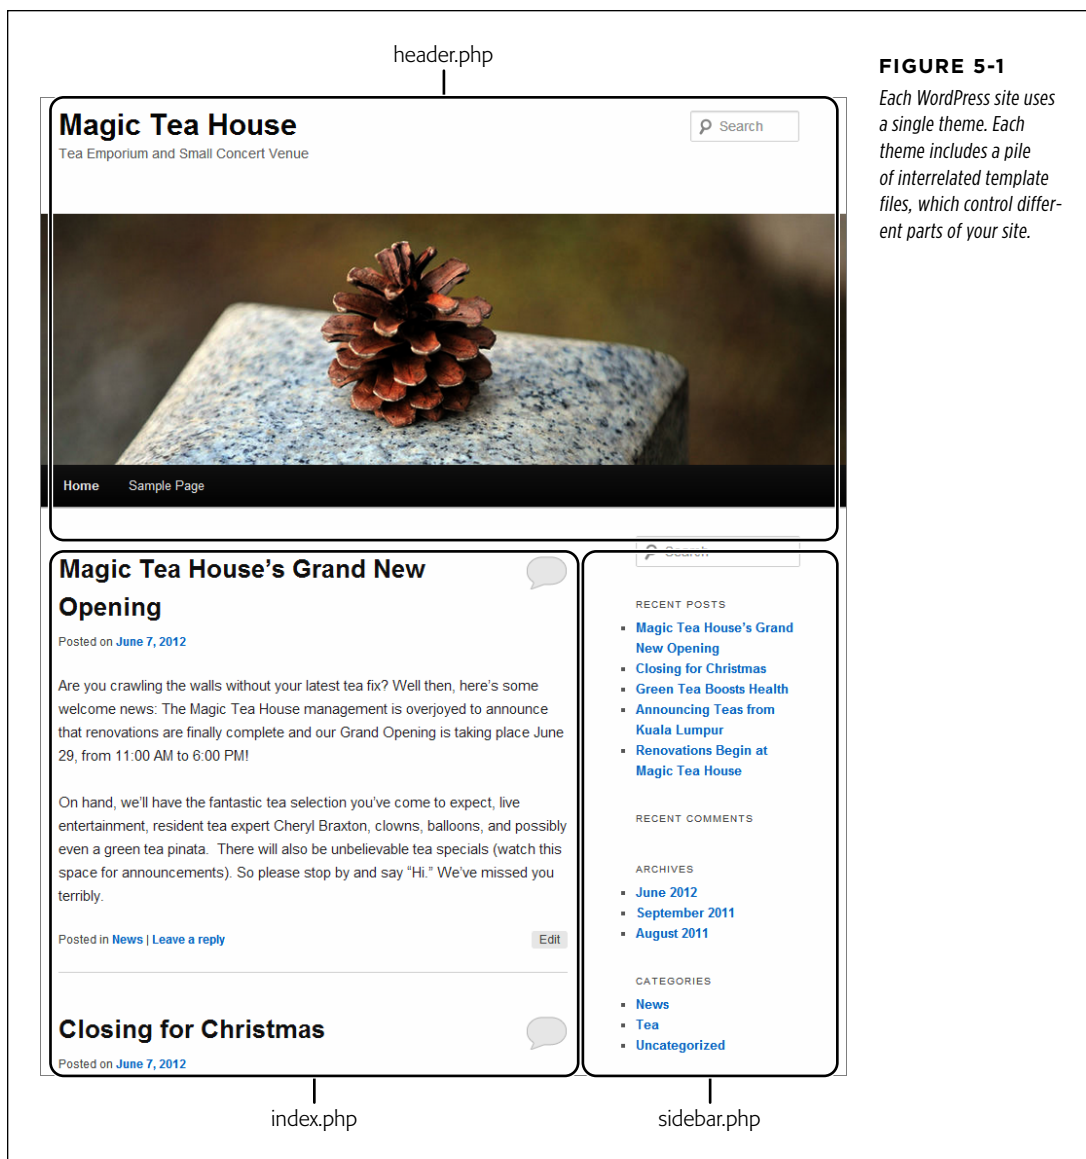 header.php
FIGURE 5-1
Each WordPress site uses
a single theme. Each
theme includes a pile
of interrelated template
files, which control differ-
ent parts of your site.
Magic Tea House
Tea Emporium and Small Concert Venue
Search
Home
Sample Page
Magic Tea House's Grand New
Opening
Posted on June 7, 2012
Are you crawling the walls without your latest tea fix? Well then, here's some
welcome news: The Magic Tea House management is overjoyed to announce
that renovations are finally complete and our Grand Opening is taking place June
29, from 11:00 AM to 6:00 PM!
On hand, we'll have the fantastic tea selection you've come to expect, live
entertainment, resident tea expert Cheryl Braxton, clowns, balloons, and possibly
even a green tea pinata.  There will also be unbelievable tea specials (watch this
space for announcements). So please stop by and say “Hi.” We've missed you
terribly.
Posted in News | Leave a reply
Edit
Closing for Christmas
Posted on June 7, 2012
Search
RECENT POSTS
Magic Tea House's Grand
New Opening
Closing for Christmas
Green Tea Boosts Health
Announcing Teas from
Kuala Lumpur
Renovations Begin at
Magic Tea House
RECENT COMMENTS
ARCHIVES
June 2012
September 2011
August 2011
CATEGORIES
News
Tea
Uncategorized
index.php
sidebar.php